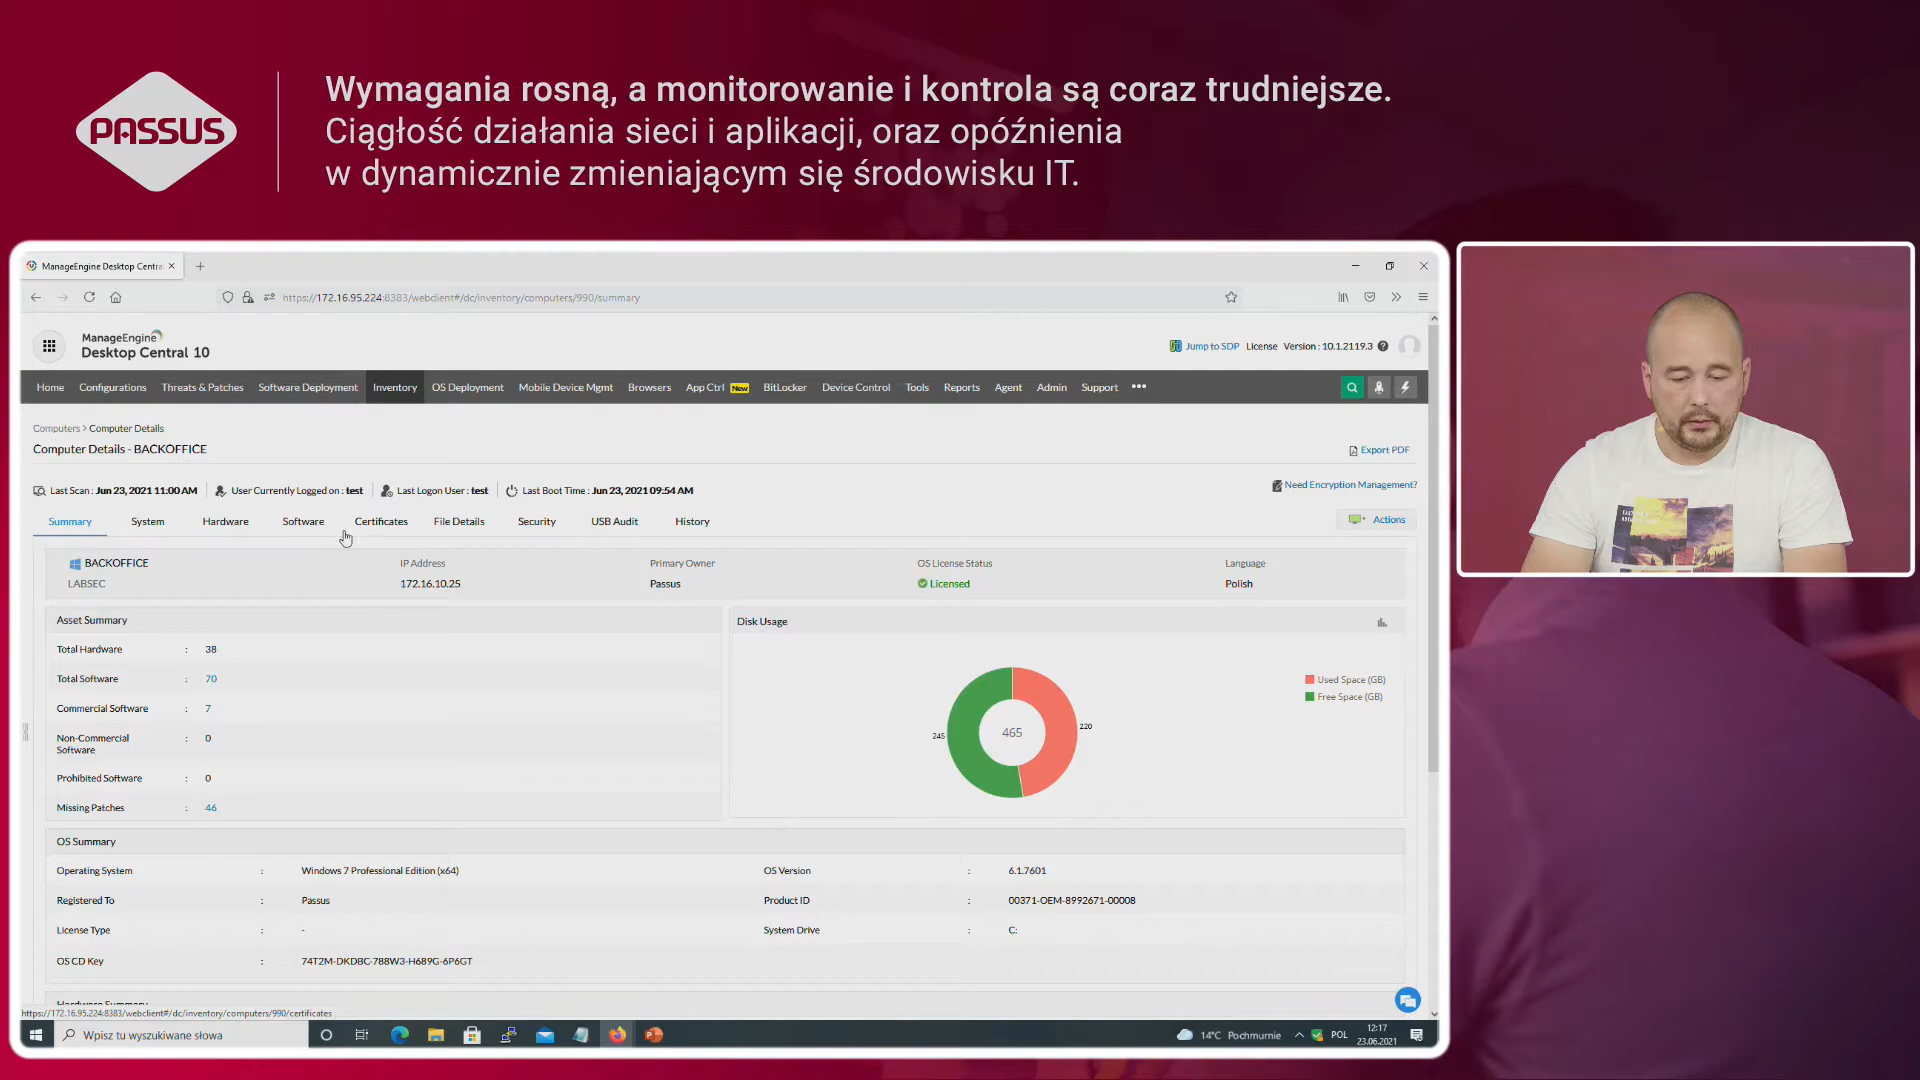 PASSUS
Wymagania rosną, a monitorowanie i kontrola są coraz trudniejsze.
Ciągłość działania sieci i aplikacji, oraz opóźnienia
w dynamicznie zmieniającym się środowisku IT.
ManageEngine Desktop Centra
https://172.16.95.224:8383/webclient#/dc/inventory/computers/990/summary
ManageEngine
Desktop Central 10
Jump to SDP License Version : 10.1.2119.3
Home Configurations Threats & Patches Software Deployment Inventory OS Deployment Mobile Device Mgmt Browsers App Ctrl New BitLocker Device Control Tools Reports Agent Admin Support
Computers > Computer Details
Computer Details - BACKOFFICE
Export PDF
Last Scan : Jun 23, 2021 11:00 AM User Currently Logged on : test Last Logon User : test Last Boot Time : Jun 23, 2021 09:54 AM
Need Encryption Management?
Summary System Hardware Software Certificates File Details Security USB Audit History
Actions
BACKOFFICE IP Address Primary Owner OS License Status Language
LABSEC 172.16.10.25 Passus Licensed Polish
Asset Summary
Total Hardware : 38
Total Software : 70
Commercial Software : 7
Non-Commercial Software : 0
Prohibited Software : 0
Missing Patches : 46
Disk Usage
Used Space (GB)
Free Space (GB)
245
465
220
OS Summary
Operating System : Windows 7 Professional Edition (x64) OS Version : 6.1.7601
Registered To : Passus Product ID : 00371-OEM-8992671-00008
License Type : - System Drive : C:
OS CD Key : 74T2M-DKDBC-788W3-H689G-6P6GT
Hardware Summary
https://172.16.95.224:8383/webclient#/dc/inventory/computers/990/certificates
Wpisz tu wyszukiwane słowa
14°C Pochmurnie
POL
12:17
23.06.2021